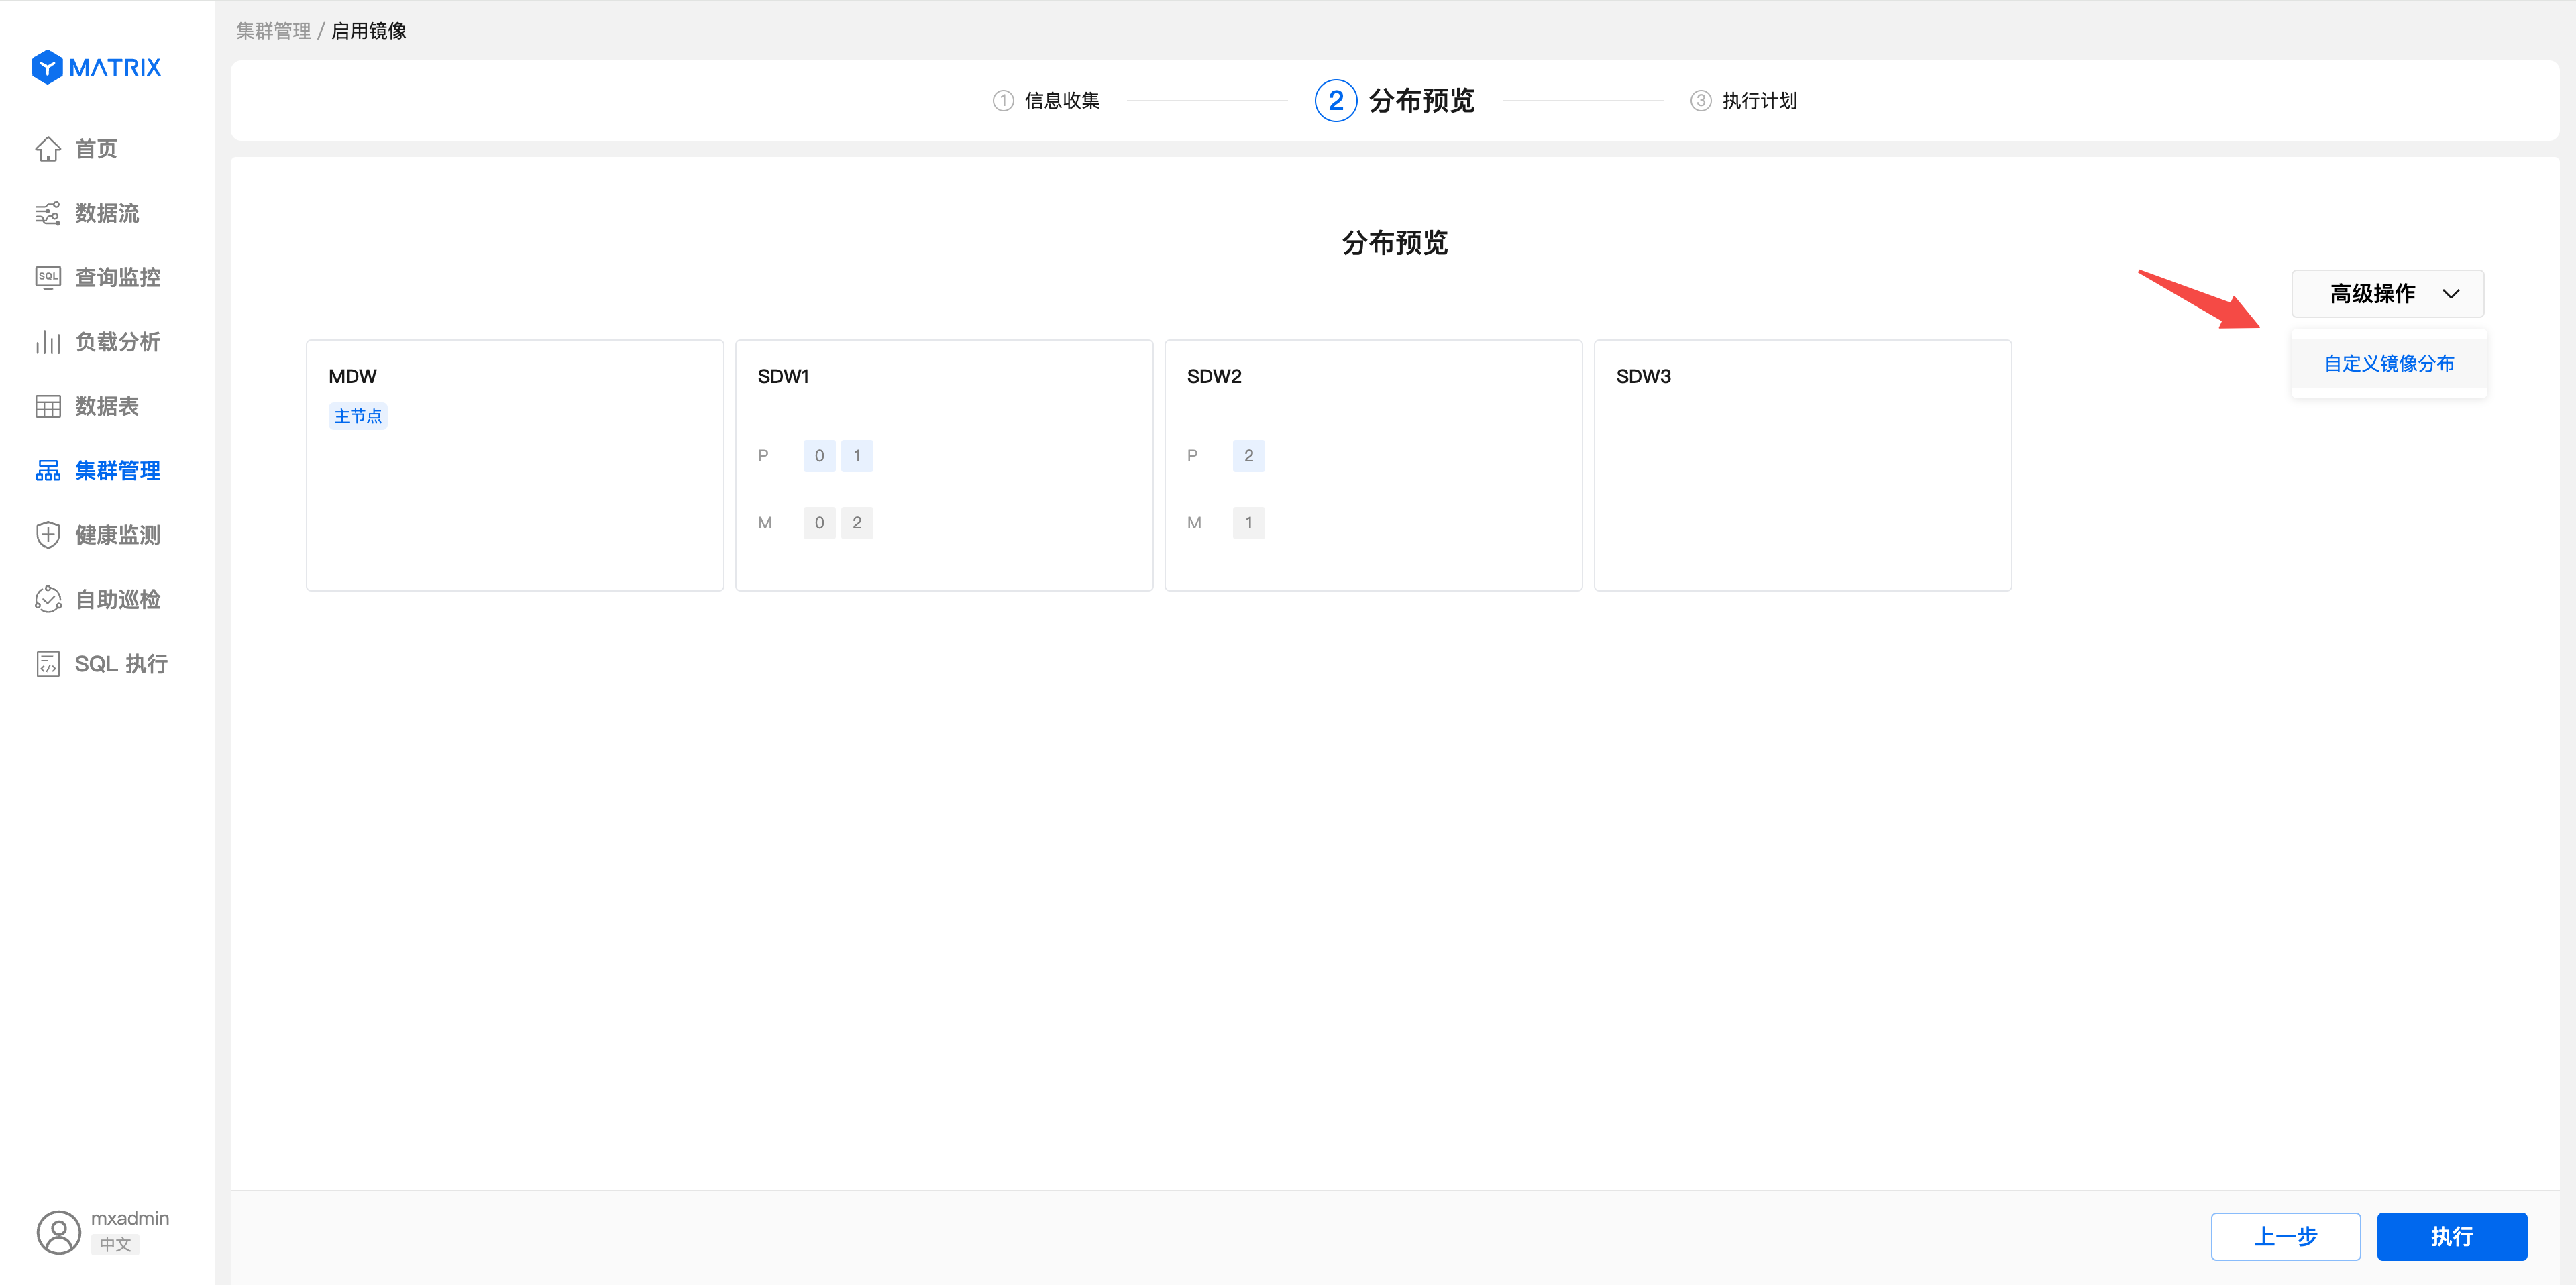 集群管理 / 启用镜像
YMATRIX
首页
数据流
SQL 查询监控
负载分析
数据表
集群管理
健康监测
自助巡检
SQL 执行
mxadmin
中文
1 信息收集
2 分布预览
3 执行计划
分布预览
高级操作
自定义镜像分布
MDW
主节点
SDW1
P 0 1
M 0 2
SDW2
P 2
M 1
SDW3
上一步
执行